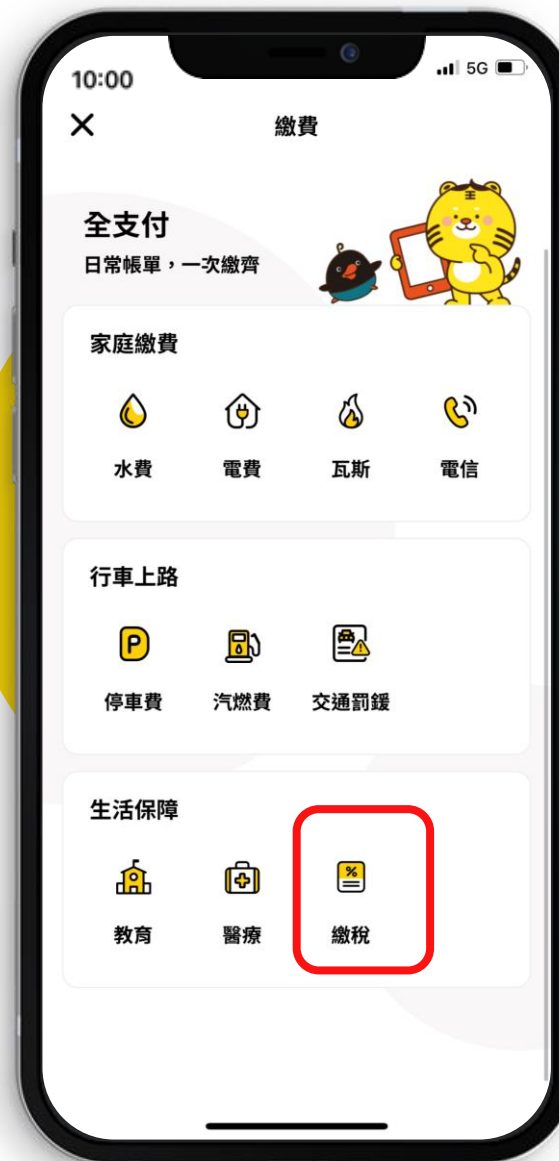 10:00
5G
繳費
全支付
日常帳單，一次繳齊
王
家庭繳費
水費 電費 瓦斯 電信
行車上路
P
停車費 汽燃費 交通罰鍰
生活保障
%
教育 醫療 繳稅